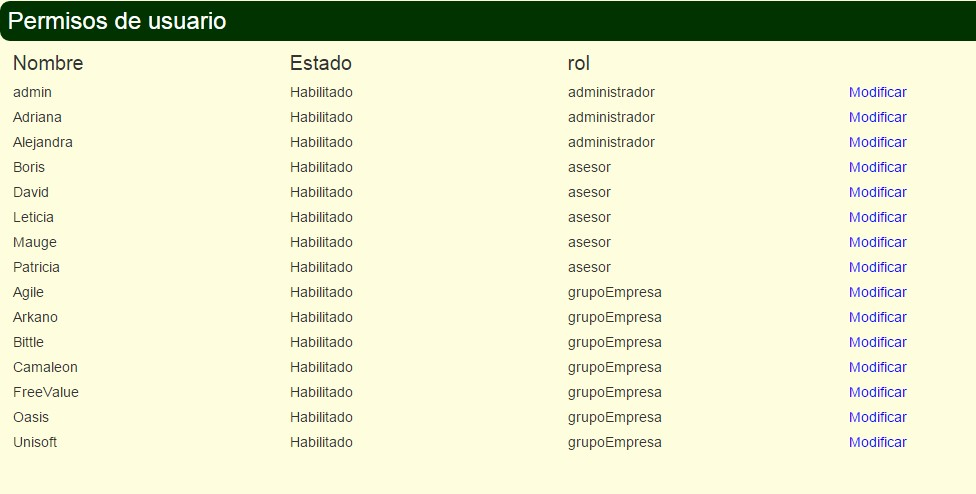 Permisos de usuario
Nombre Estado rol
admin Habilitado administrador Modificar
Adriana Habilitado administrador Modificar
Alejandra Habilitado administrador Modificar
Boris Habilitado asesor Modificar
David Habilitado asesor Modificar
Leticia Habilitado asesor Modificar
Mauge Habilitado asesor Modificar
Patricia Habilitado asesor Modificar
Agile Habilitado grupoEmpresa Modificar
Arkano Habilitado grupoEmpresa Modificar
Bittle Habilitado grupoEmpresa Modificar
Camaleon Habilitado grupoEmpresa Modificar
FreeValue Habilitado grupoEmpresa Modificar
Oasis Habilitado grupoEmpresa Modificar
Unisoft Habilitado grupoEmpresa Modificar